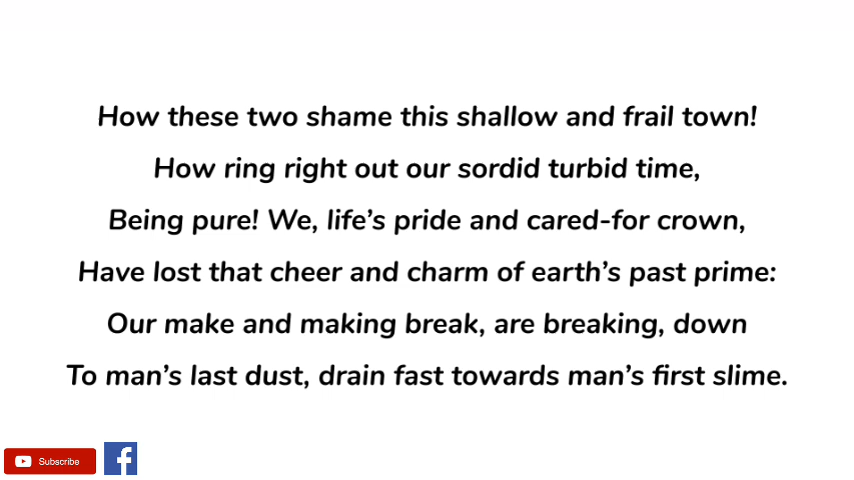 How these two shame this shallow and frail town!
How ring right out our sordid turbid time,
Being pure! We, life’s pride and cared-for crown,
Have lost that cheer and charm of earth’s past prime:
Our make and making break, are breaking, down
To man’s last dust, drain fast towards man’s first slime.
Subscribe